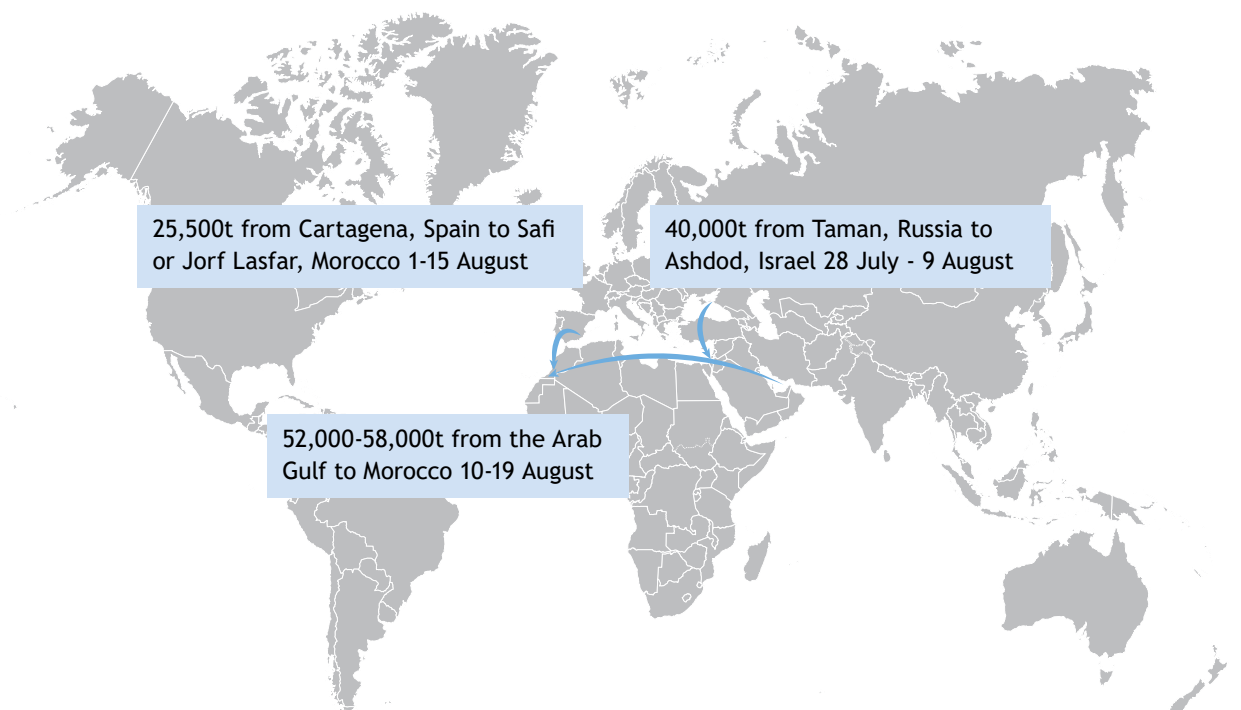 25,500t from Cartagena, Spain to Safi
or Jorf Lasfar, Morocco 1-15 August
40,000t from Taman, Russia to
Ashdod, Israel 28 July - 9 August
52,000-58,000t from the Arab
Gulf to Morocco 10-19 August